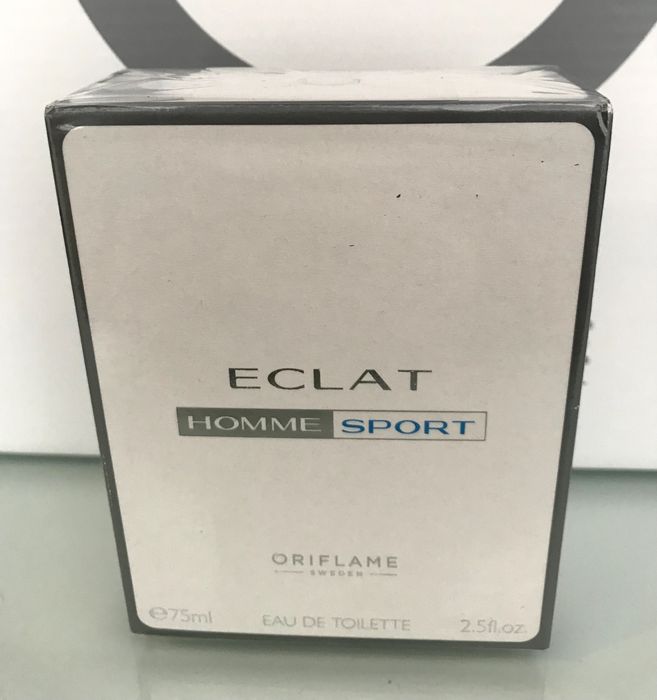 ECLAT
HOMME SPORT
ORIFLAME
SWEDEN
℮75ml EAU DE TOILETTE 2.5fl.oz.